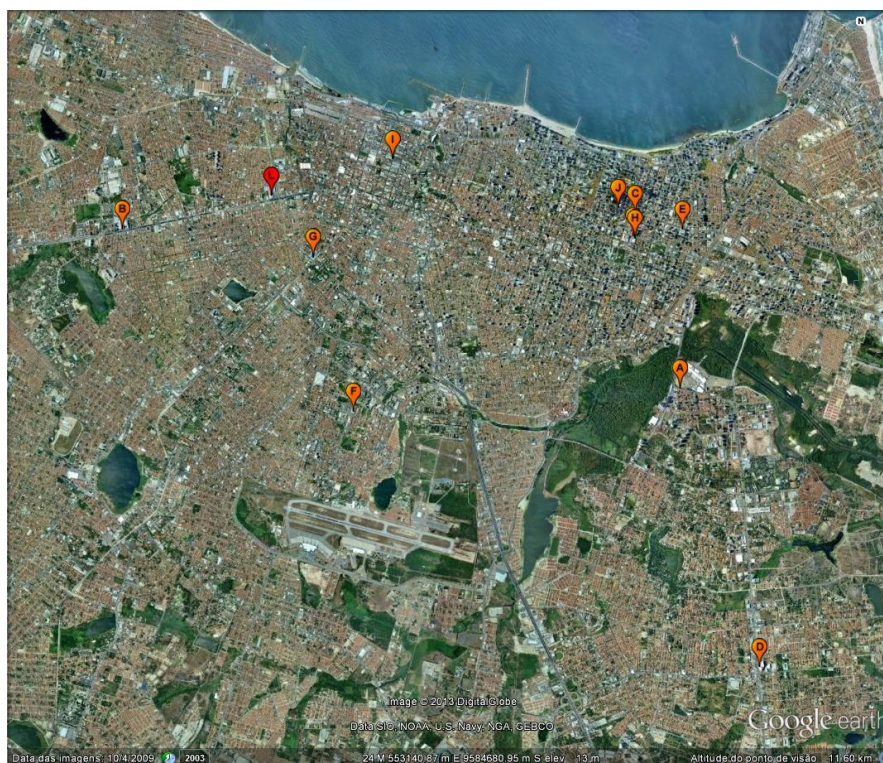 N
I
L
J
C
B
E
H
G
A
F
D
Image © 2013 DigitalGlobe
Data SIO, NOAA, U.S. Navy, NGA, GEBCO
Google earth
Data das imagens: 10/4/2009 2003 24 M 553140.87 m E 9584680.95 m S elev 13 m Altitude do ponto de visão 11.60 km